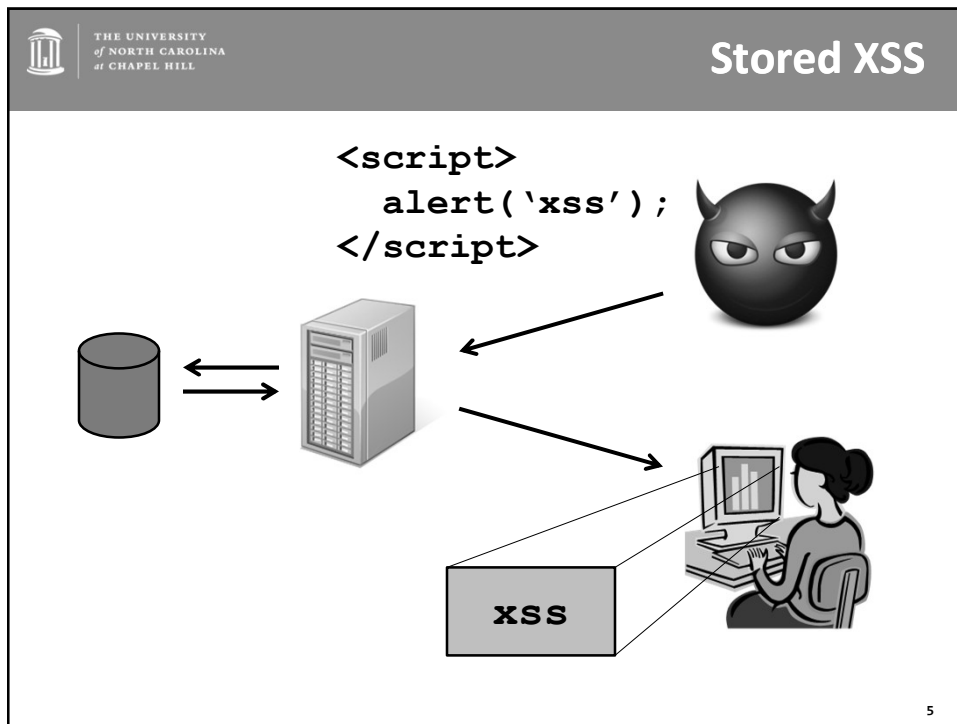 THE UNIVERSITY
of NORTH CAROLINA
at CHAPEL HILL
Stored XSS
<script>
alert(‘xss’);
</script>
xss
5